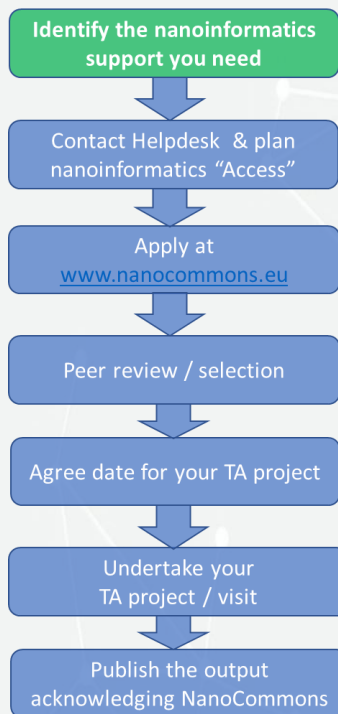 Identify the nanoinformatics
support you need
Contact Helpdesk & plan
nanoinformatics “Access”
Apply at
www.nanocommons.eu
Peer review / selection
Agree date for your TA project
Undertake your
TA project / visit
Publish the output
acknowledging NanoCommons